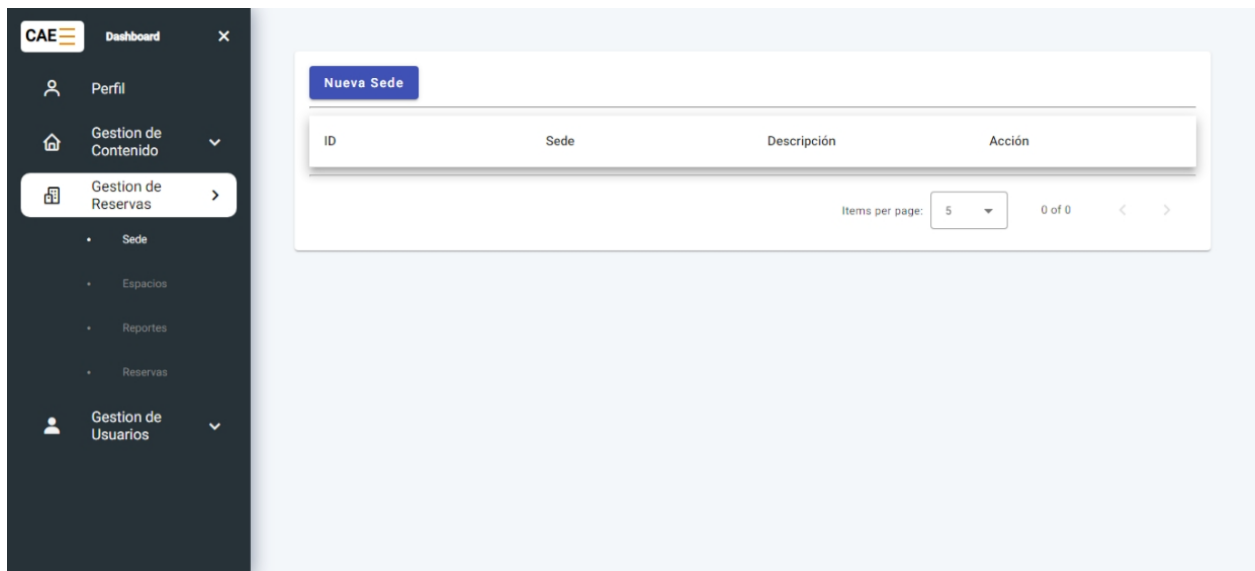 CAE
Dashboard
Perfil
Gestion de
Contenido
Gestion de
Reservas
Sede
Espacios
Reportes
Reservas
Gestion de
Usuarios
Nueva Sede
ID Sede Descripción Acción
Items per page: 5 0 of 0